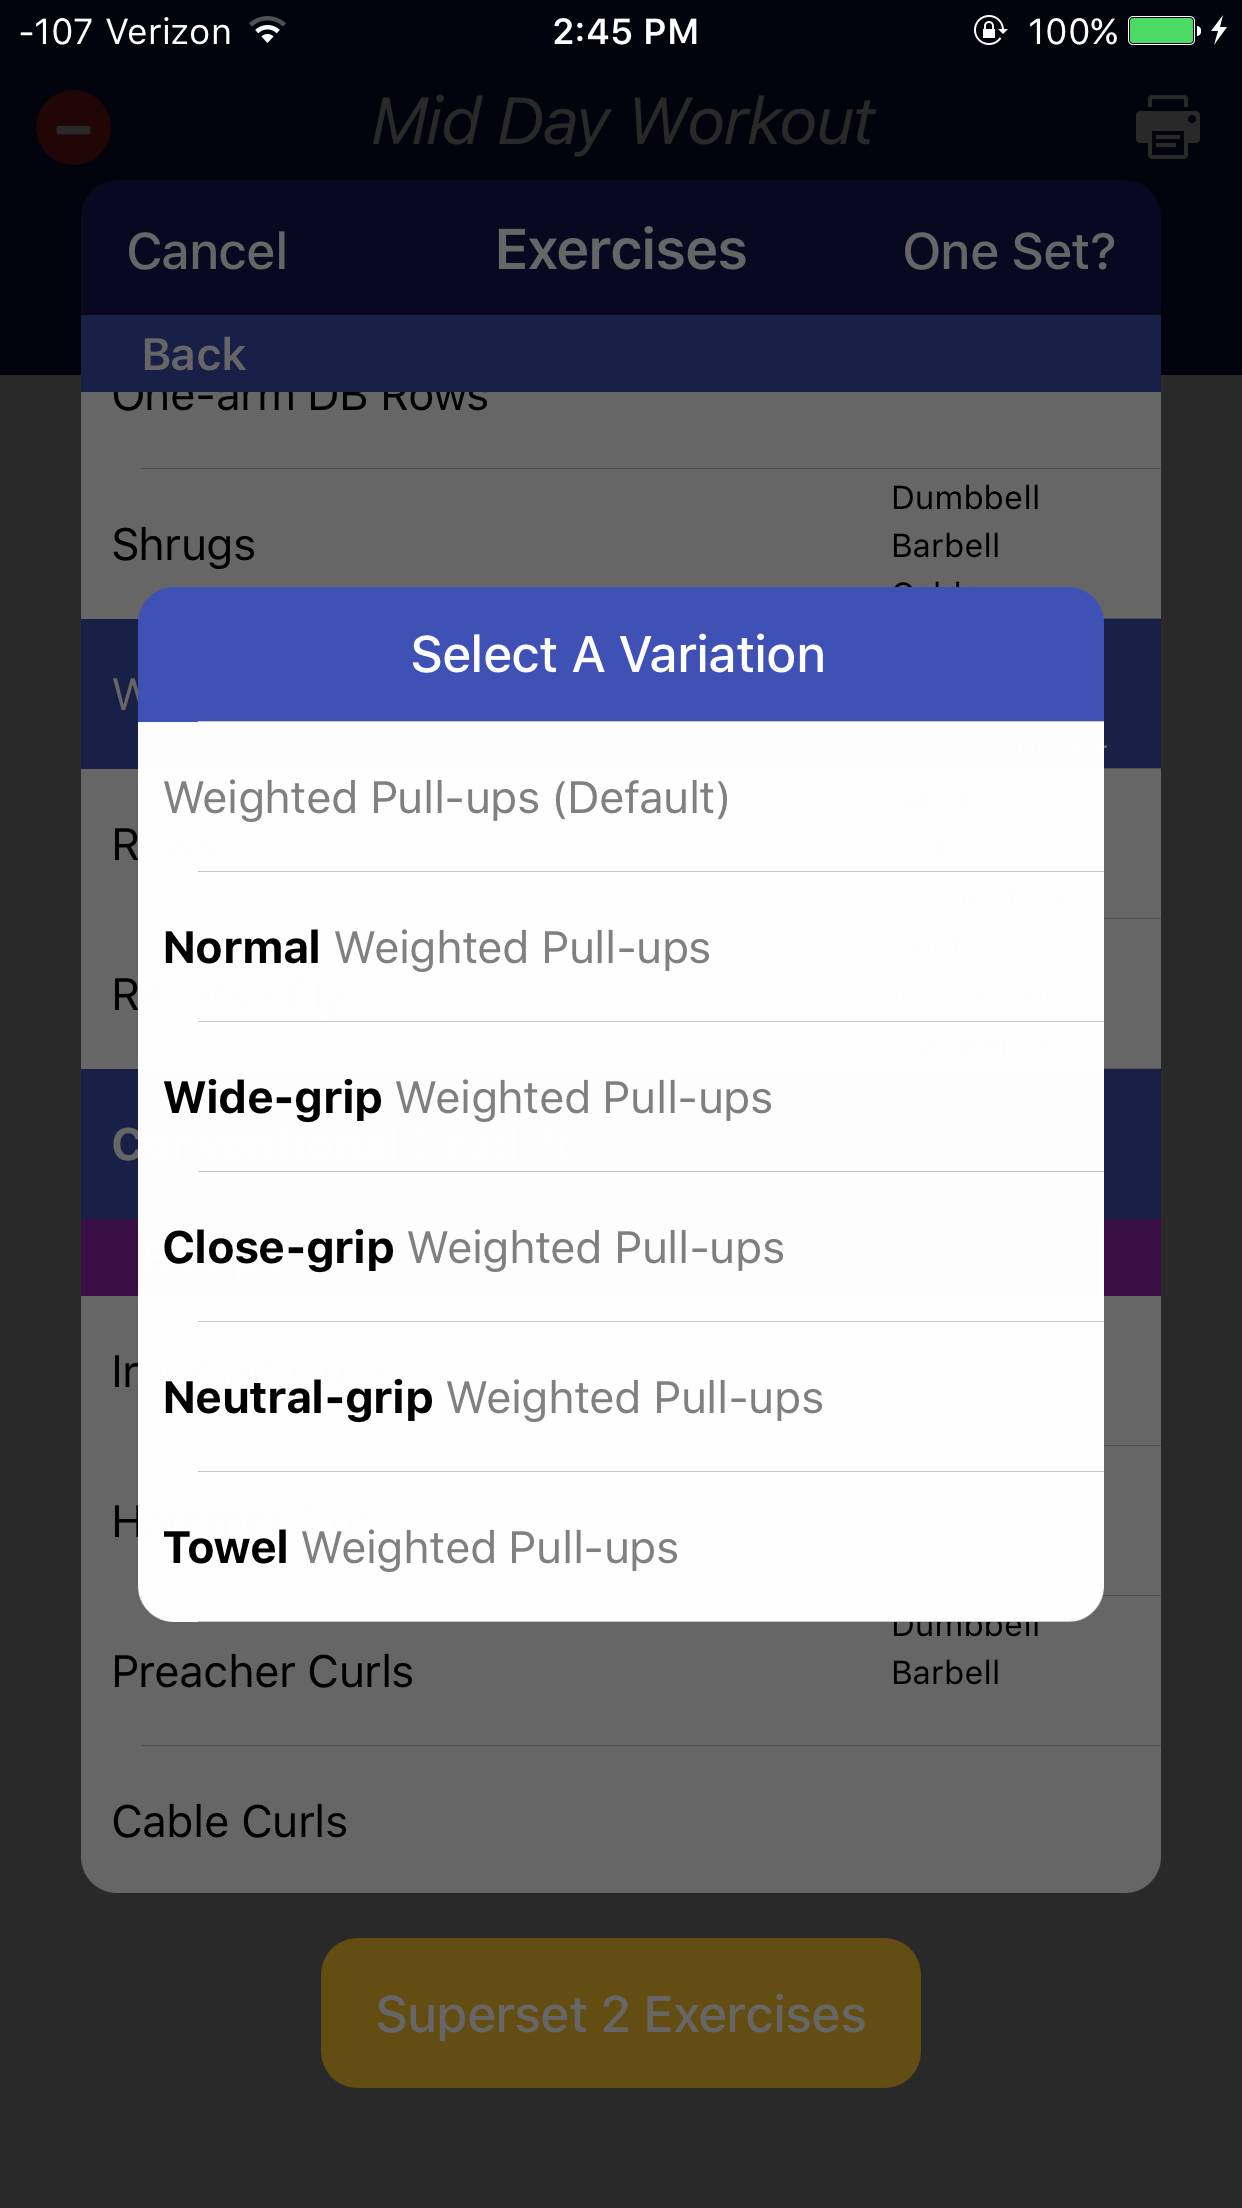 -107 Verizon 2:45 PM 100%
Mid Day Workout
Cancel Exercises One Set?
Back
One-arm DB Rows
Dumbbell
Shrugs Barbell
Select A Variation
Weighted Pull-ups (Default)
Normal Weighted Pull-ups
Wide-grip Weighted Pull-ups
Close-grip Weighted Pull-ups
Neutral-grip Weighted Pull-ups
Towel Weighted Pull-ups
Dumbbell
Preacher Curls Barbell
Cable Curls
Superset 2 Exercises